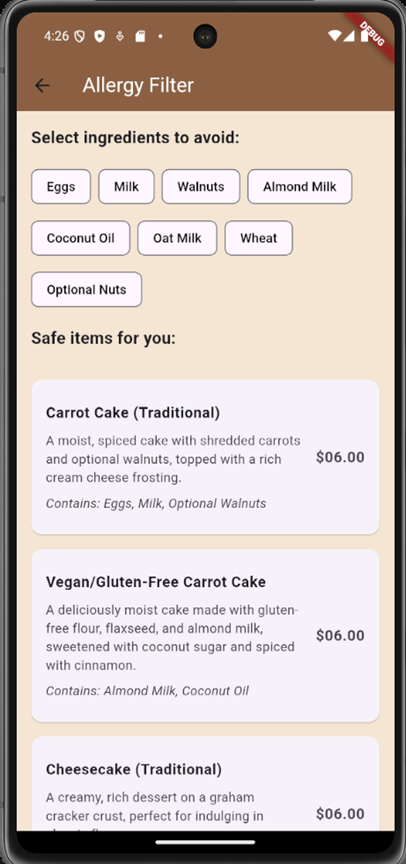 4:26
DEBUG
Allergy Filter
Select ingredients to avoid:
Eggs Milk Walnuts Almond Milk
Coconut Oil Oat Milk Wheat
Optional Nuts
Safe items for you:
Carrot Cake (Traditional)
A moist, spiced cake with shredded carrots
and optional walnuts, topped with a rich
cream cheese frosting.
$06.00
Contains: Eggs, Milk, Optional Walnuts
Vegan/Gluten-Free Carrot Cake
A deliciously moist cake made with gluten-
free flour, flaxseed, and almond milk,
sweetened with coconut sugar and spiced
with cinnamon.
$06.00
Contains: Almond Milk, Coconut Oil
Cheesecake (Traditional)
A creamy, rich dessert on a graham
cracker crust, perfect for indulging in
$06.00